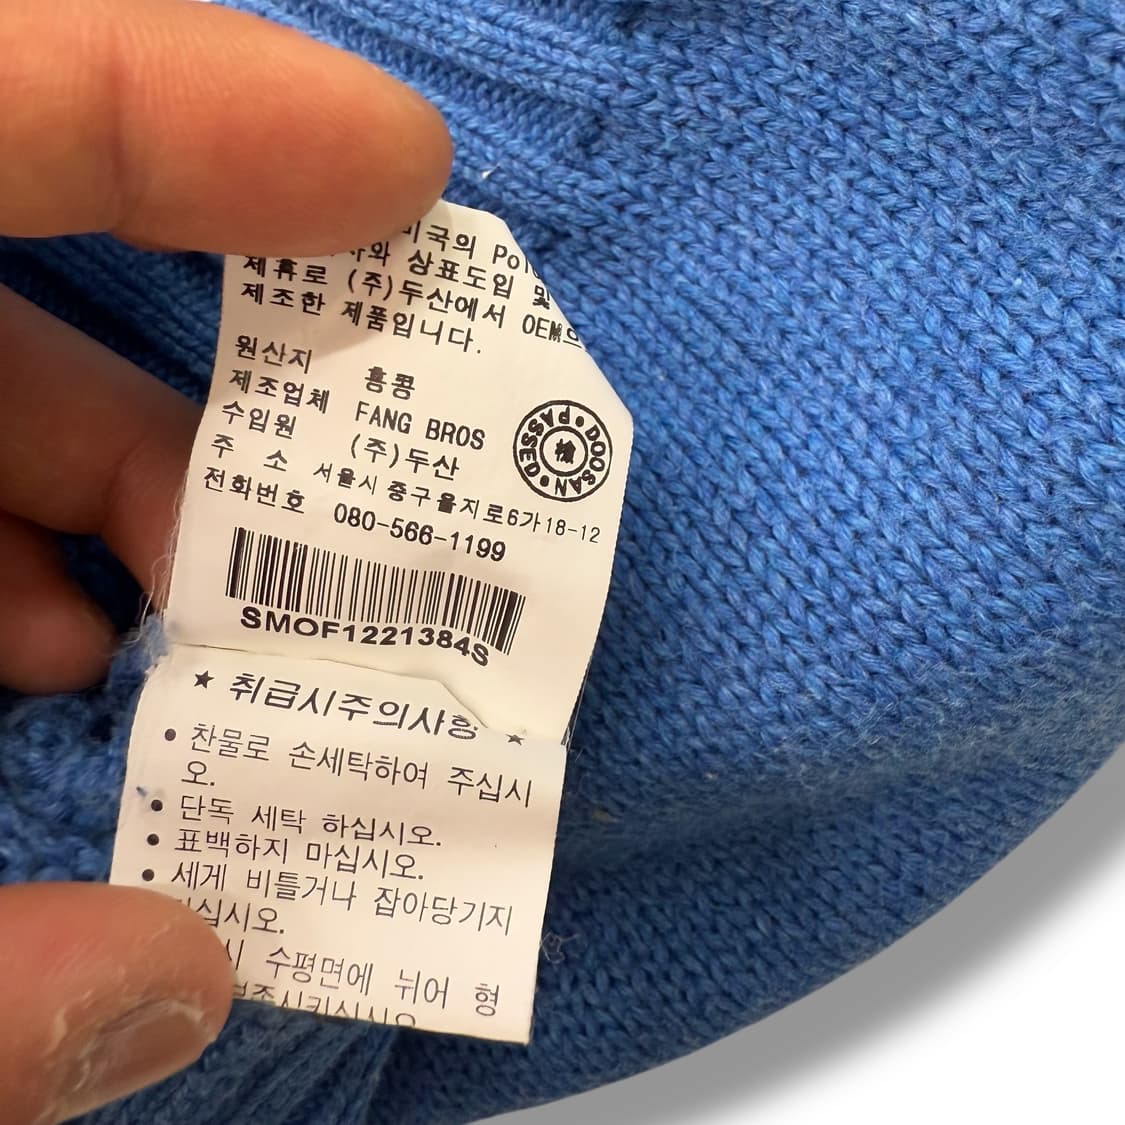 미국의 Polo
상표도입 및
제휴로 (주)두산에서 OEM으
제조한 제품입니다.
원산지 홍콩
제조업체 FANG BROS
수입원 (주)두산
주 소 서울시 중구을지로6가18-12
전화번호 080-566-1199
DOOSAN PASSED 檢
SMOF1221384S
★ 취급시주의사항 ★
• 찬물로 손세탁하여 주십시
오.
• 단독 세탁 하십시오.
• 표백하지 마십시오.
• 세게 비틀거나 잡아당기지
마십시오.
시 수평면에 뉘어 형